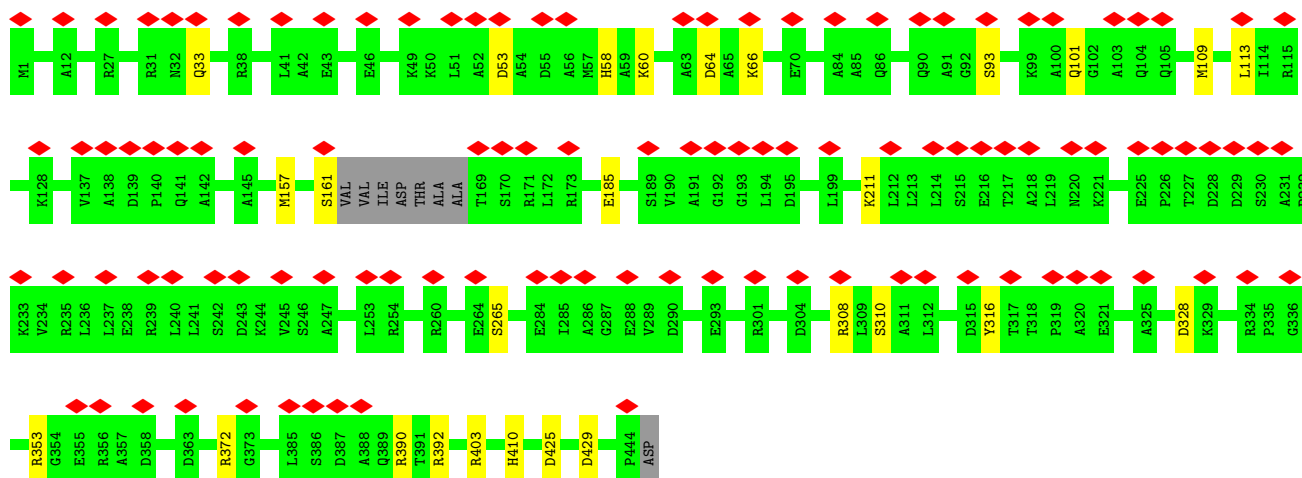 M1 A12 R27 R31 N32 Q33 R38 L41 A42 E43 E46 K49 K50 L51 A52 D53 A54 D55 A56 M57 H58 A59 K60 A63 D64 A65 K66 E70 A84 A85 Q86 Q90 A91 G92 S93 K99 A100 Q101 G102 A103 Q104 Q105 M109 L113 I114 R115
K128 V137 A138 D139 P140 Q141 A142 A145 M157 S161 VAL VAL ILE ASP THR ALA ALA T169 S170 R171 L172 R173 E185 S189 V190 A191 G192 G193 L194 D195 L199 K211 L212 L213 L214 S215 E216 T217 A218 L219 N220 K221 E225 P226 T227 D228 D229 S230 A231
K233 V234 R235 L236 L237 E238 R239 L240 L241 S242 D243 K244 V245 S246 A247 L253 R254 R260 E264 S265 E284 I285 A286 G287 E288 V289 D290 E293 R301 D304 R308 L309 S310 A311 L312 D315 Y316 T317 T318 P319 A320 E321 A325 D328 K329 R334 P335 G336
R353 G354 E355 R356 A357 D358 D363 R372 G373 L385 S386 D387 A388 Q389 R390 T391 R392 R403 H410 D425 D429 P444 ASP